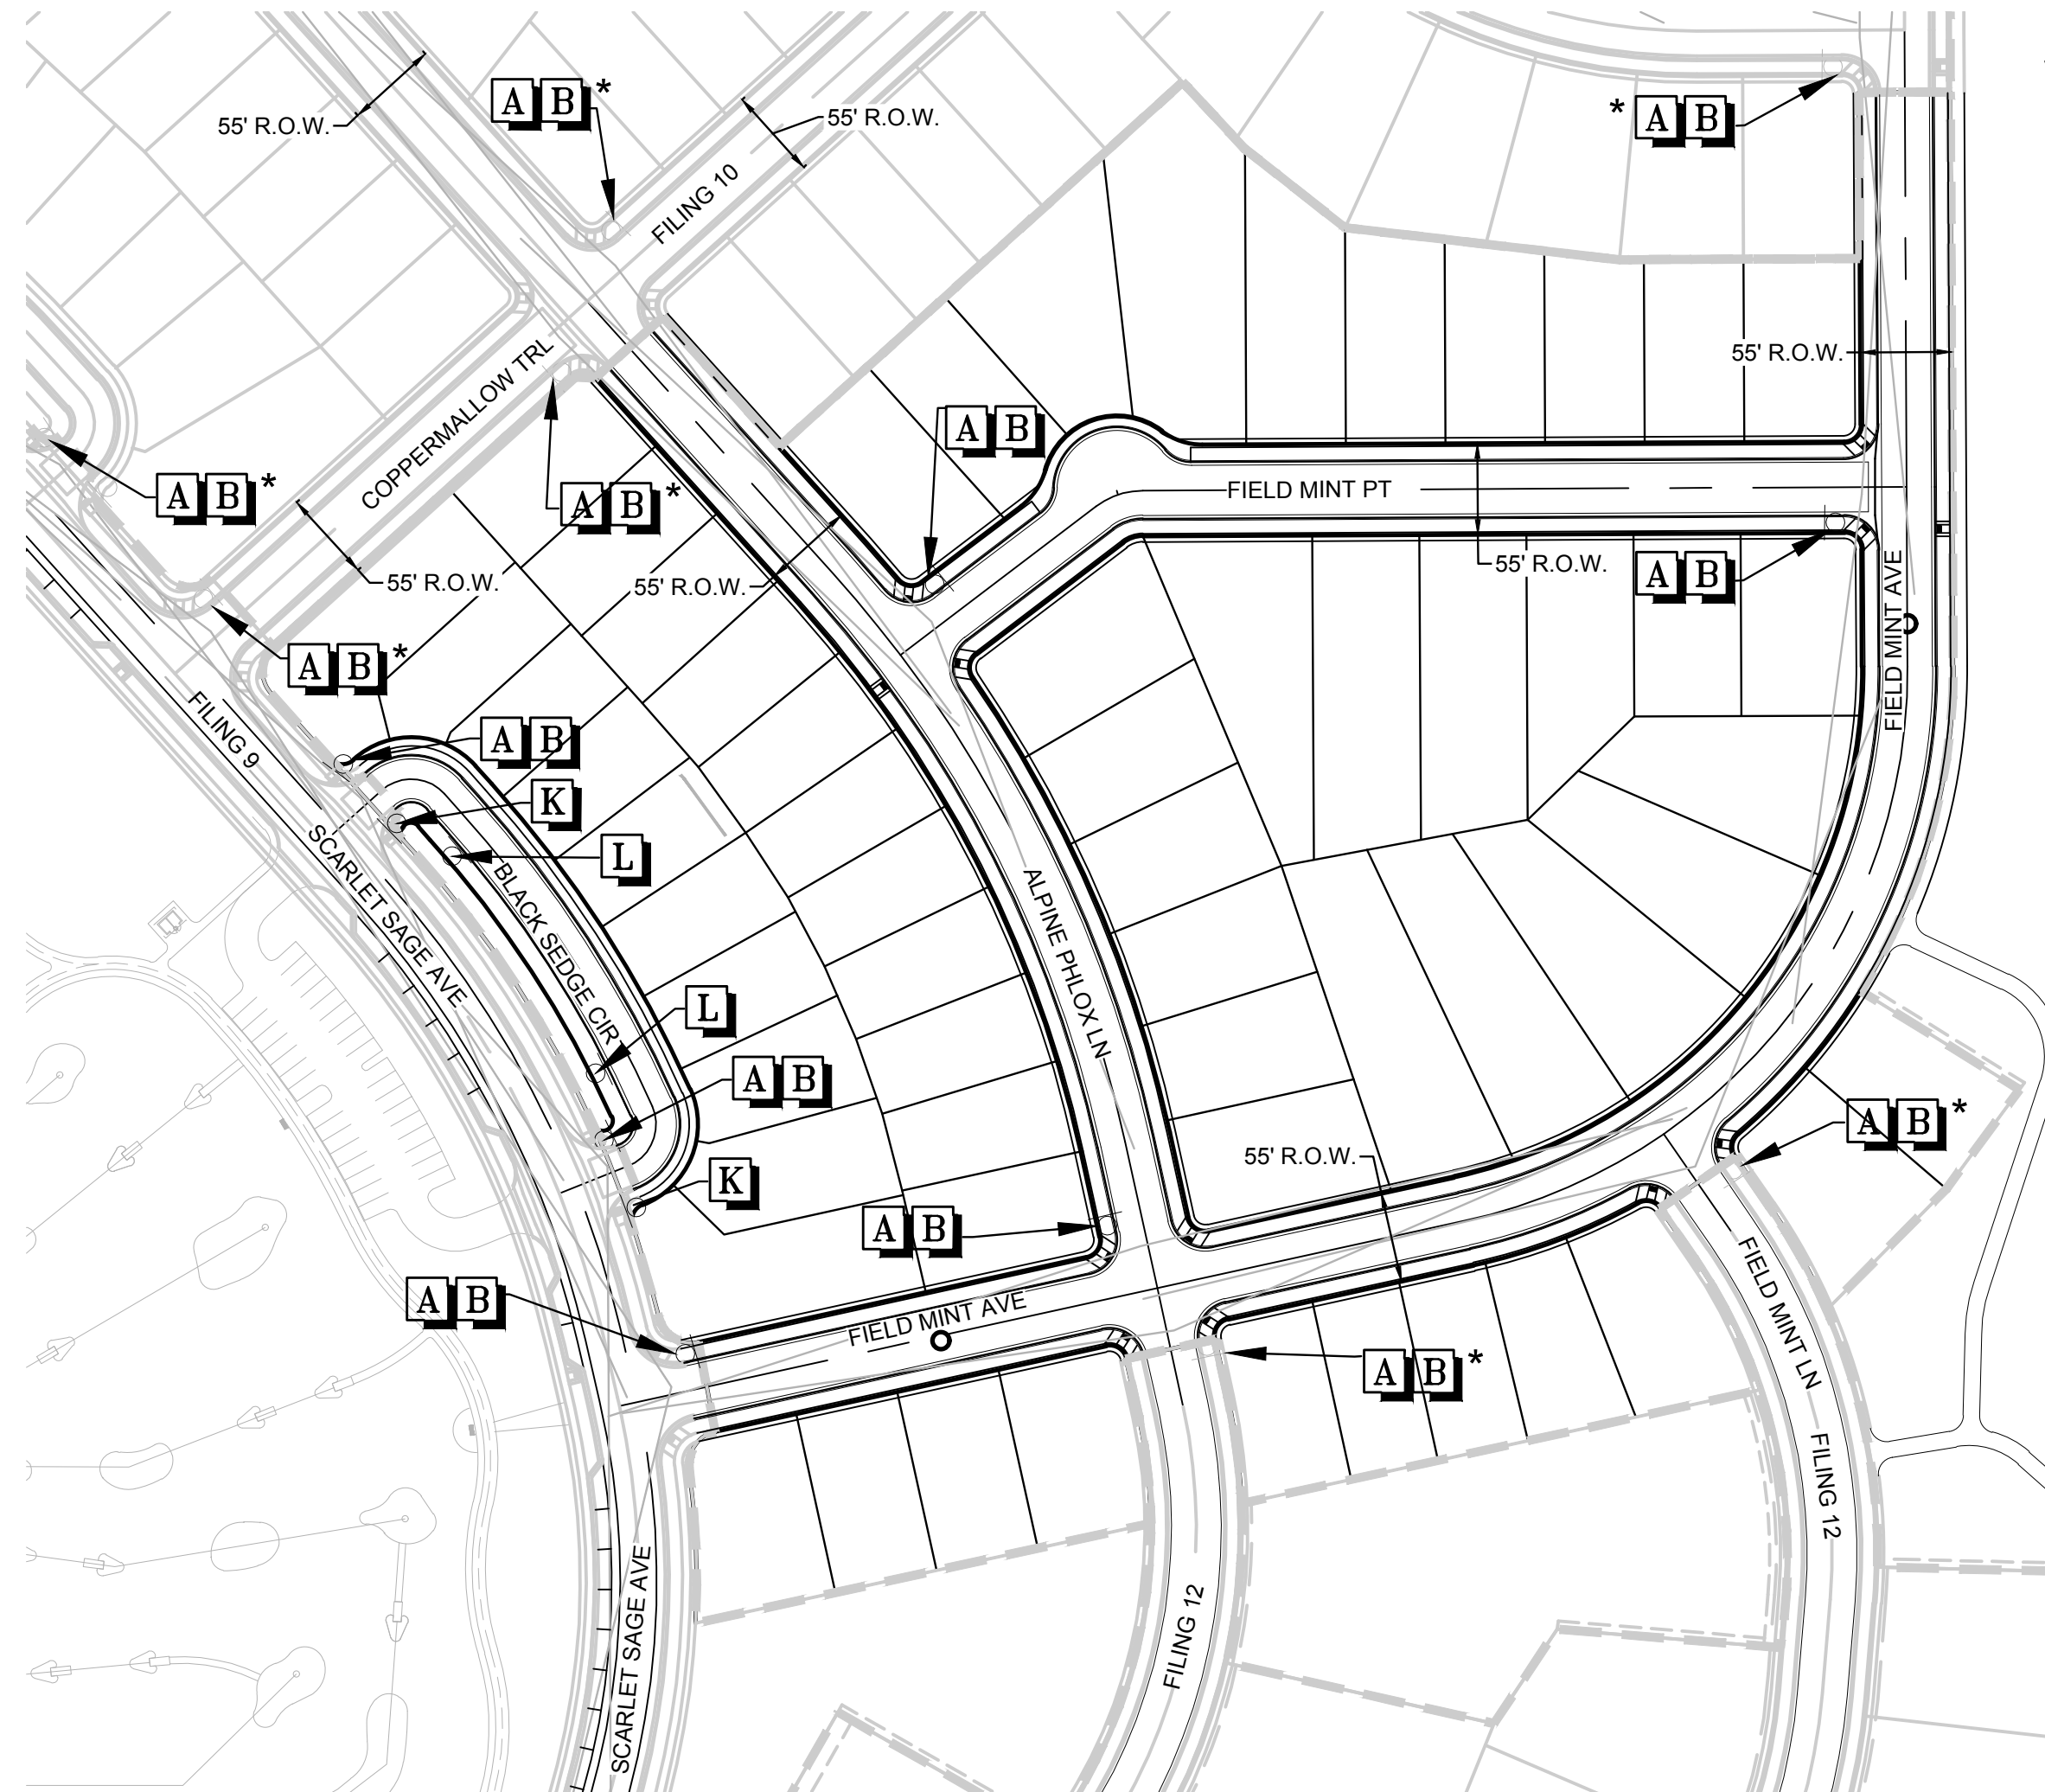 A B *
55' R.O.W.
55' R.O.W.
* A B
FILING 10
55' R.O.W.
COPPERMALLOW TRL
A B
A B *
A B *
FIELD MINT PT
55' R.O.W.
55' R.O.W.
55' R.O.W.
A B
FIELD MINT AVE
A B *
FILING 9
A B
K
L
SCARLET SAGE AVE
BLACK SEDGE CIR
ALPINE PHLOX LN
L
A B
A B *
55' R.O.W.
K
A B
A B
FIELD MINT AVE
FIELD MINT LN
A B *
FILING 12
SCARLET SAGE AVE
FILING 12